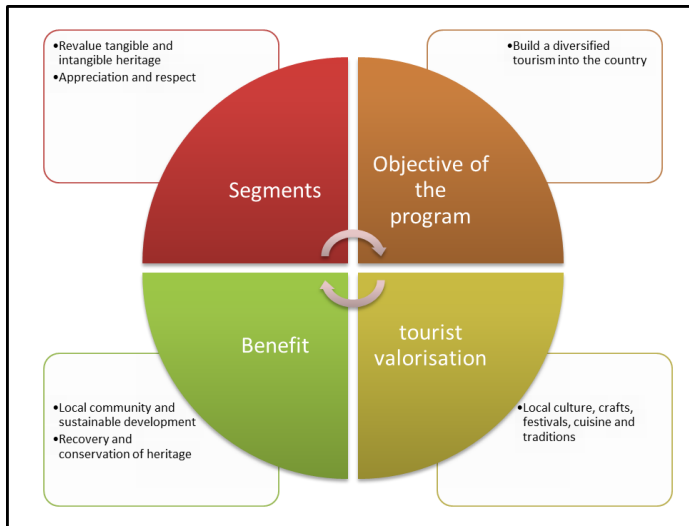 •Revalue tangible and
intangible heritage
•Appreciation and respect
•Build a diversified
tourism into the country
Segments
Objective of
the
program
Benefit
tourist
valorisation
•Local community and
sustainable development
•Recovery and
conservation of heritage
•Local culture, crafts,
festivals, cuisine and
traditions